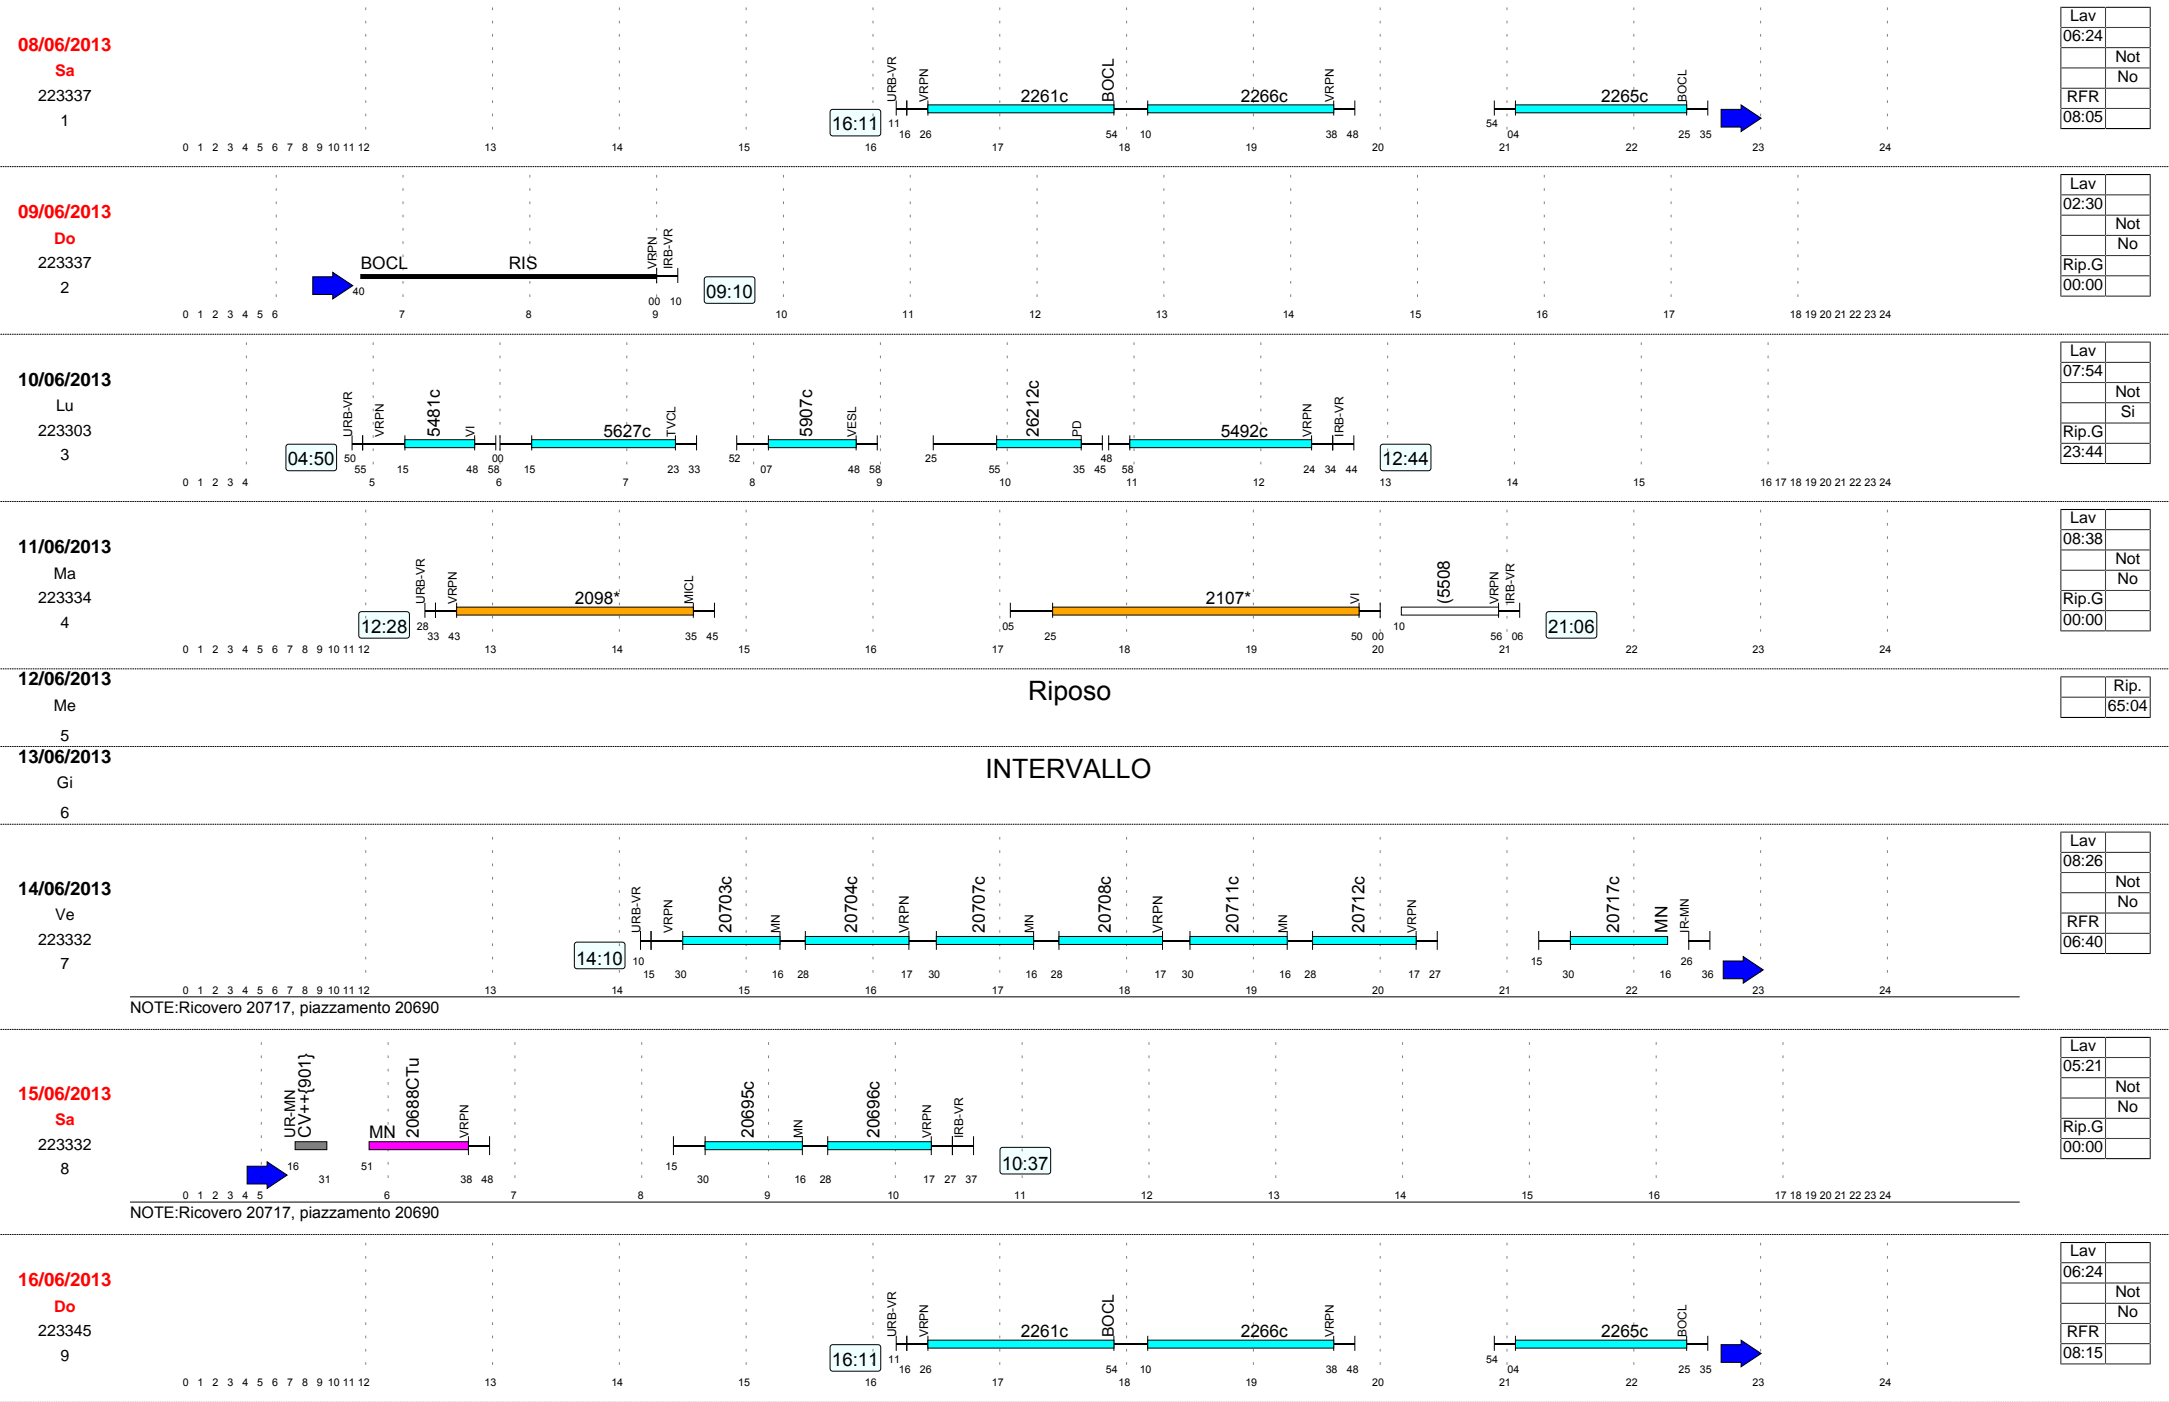 08/06/2013
Sa
223337
1
16:11
URB-VR VRPN 2261c BOCL 2266c VRPN 2265c BOCL
11 16 26 54 10 38 48 54 04 25 35
0 1 2 3 4 5 6 7 8 9 10 11 12 13 14 15 16 17 18 19 20 21 22 23 24
Lav
06:24
Not
No
RFR
08:05
09/06/2013
Do
223337
2
BOCL RIS VRPN IRB-VR
40 00 10
09:10
0 1 2 3 4 5 6 7 8 9 10 11 12 13 14 15 16 17 18 19 20 21 22 23 24
Lav
02:30
Not
No
Rip.G
00:00
10/06/2013
Lu
223303
3
04:50
URB-VR VRPN 5481c VI 5627c TVCL 5907c VESL 26212c PD 5492c VRPN IRB-VR
50 55 15 48 58 00 15 23 33 52 07 48 58 25 55 35 45 48 58 24 34 44
12:44
0 1 2 3 4 5 6 7 8 9 10 11 12 13 14 15 16 17 18 19 20 21 22 23 24
Lav
07:54
Not
Si
Rip.G
23:44
11/06/2013
Ma
223334
4
12:28
URB-VR VRPN 2098* MICL 2107* VI (5508 VRPN IRB-VR
28 33 43 35 45 05 25 50 00 10 56 06
21:06
0 1 2 3 4 5 6 7 8 9 10 11 12 13 14 15 16 17 18 19 20 21 22 23 24
Lav
08:38
Not
No
Rip.G
00:00
12/06/2013
Me
5
Riposo
Rip.
65:04
13/06/2013
Gi
6
INTERVALLO
14/06/2013
Ve
223332
7
14:10
URB-VR VRPN 20703c MN 20704c VRPN 20707c MN 20708c VRPN 20711c MN 20712c VRPN 20717c MN IR-MN
10 15 30 16 28 17 30 16 28 17 30 16 28 17 27 15 30 16 26 36
0 1 2 3 4 5 6 7 8 9 10 11 12 13 14 15 16 17 18 19 20 21 22 23 24
NOTE:Ricovero 20717, piazzamento 20690
Lav
08:26
Not
No
RFR
06:40
15/06/2013
Sa
223332
8
UR-MN CV++{901} MN 20688CTu VRPN 20695c MN 20696c VRPN IRB-VR
16 31 51 38 48 15 30 16 28 17 27 37
10:37
0 1 2 3 4 5 6 7 8 9 10 11 12 13 14 15 16 17 18 19 20 21 22 23 24
NOTE:Ricovero 20717, piazzamento 20690
Lav
05:21
Not
No
Rip.G
00:00
16/06/2013
Do
223345
9
16:11
URB-VR VRPN 2261c BOCL 2266c VRPN 2265c BOCL
11 16 26 54 10 38 48 54 04 25 35
0 1 2 3 4 5 6 7 8 9 10 11 12 13 14 15 16 17 18 19 20 21 22 23 24
Lav
06:24
Not
No
RFR
08:15